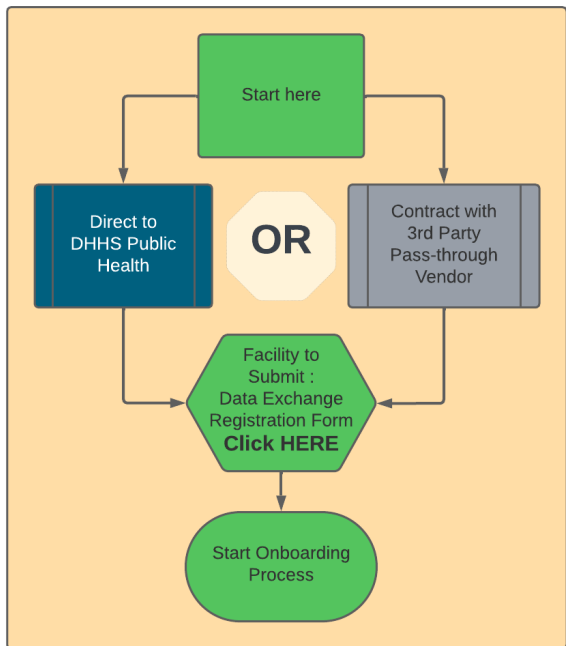 Start here
Direct to
DHHS Public
Health
OR
Contract with
3rd Party
Pass-through
Vendor
Facility to
Submit :
Data Exchange
Registration Form
Click HERE
Start Onboarding
Process